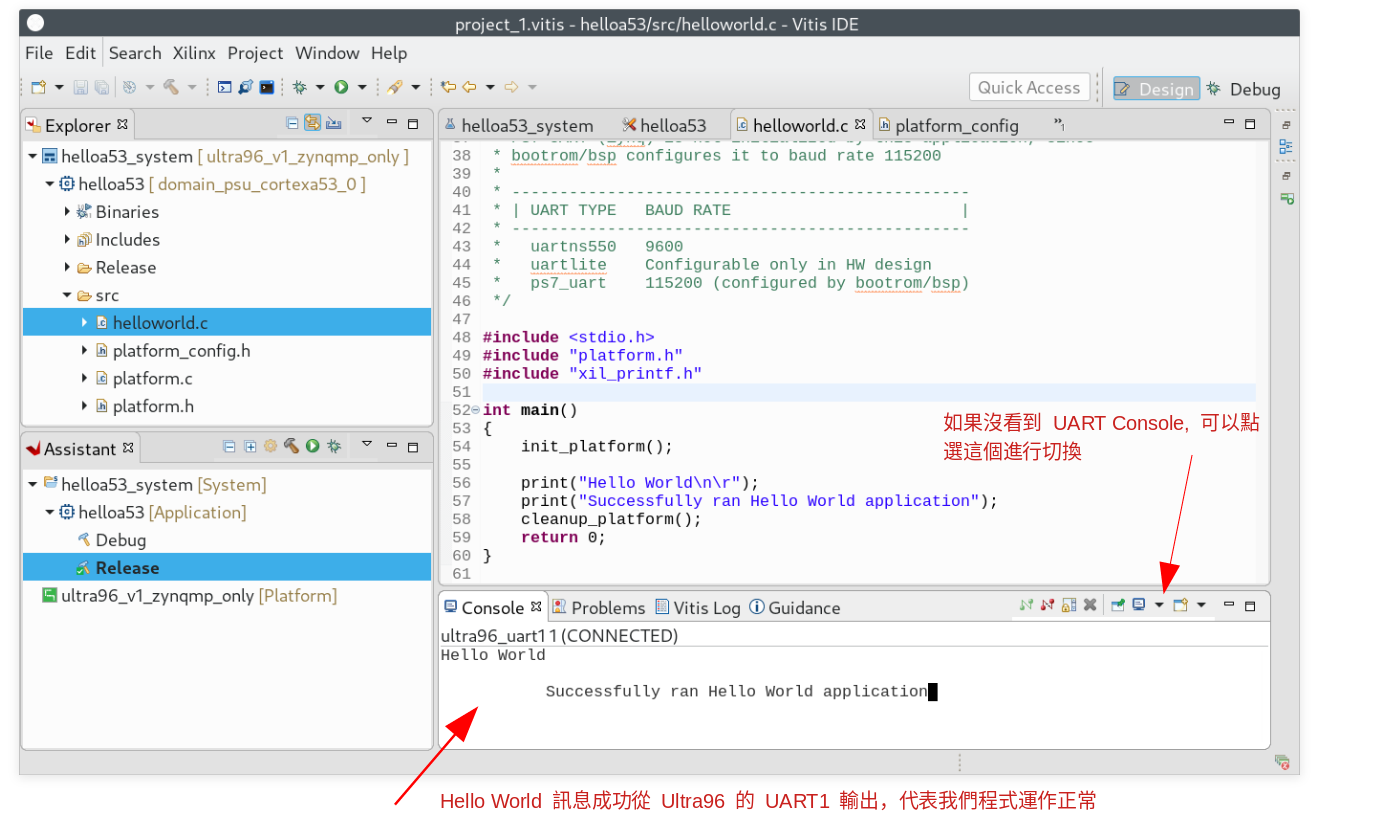 project_1.vitis - helloa53/src/helloworld.c - Vitis IDE
File Edit Search Xilinx Project Window Help
Quick Access
Design
Debug
Explorer
helloa53_system [ ultra96_v1_zynqmp_only ]
helloa53 [ domain_psu_cortexa53_0 ]
Binaries
Includes
Release
src
helloworld.c
platform_config.h
platform.c
platform.h
Assistant
helloa53_system [System]
helloa53 [Application]
Debug
Release
ultra96_v1_zynqmp_only [Platform]
helloa53_system helloa53 helloworld.c platform_config »1
38 * bootrom/bsp configures it to baud rate 115200
39 *
40 * ------------------------------------------------
41 * | UART TYPE   BAUD RATE                        |
42 * ------------------------------------------------
43 *   uartns550   9600
44 *   uartlite    Configurable only in HW design
45 *   ps7_uart    115200 (configured by bootrom/bsp)
46 */
47
48 #include <stdio.h>
49 #include "platform.h"
50 #include "xil_printf.h"
51
52 int main()
53 {
54     init_platform();
55
56     print("Hello World\n\r");
57     print("Successfully ran Hello World application");
58     cleanup_platform();
59     return 0;
60 }
61
如果沒看到 UART Console, 可以點
選這個進行切換
Console Problems Vitis Log Guidance
ultra96_uart11 (CONNECTED)
Hello World
Successfully ran Hello World application
Hello World 訊息成功從 Ultra96 的 UART1 輸出，代表我們程式運作正常